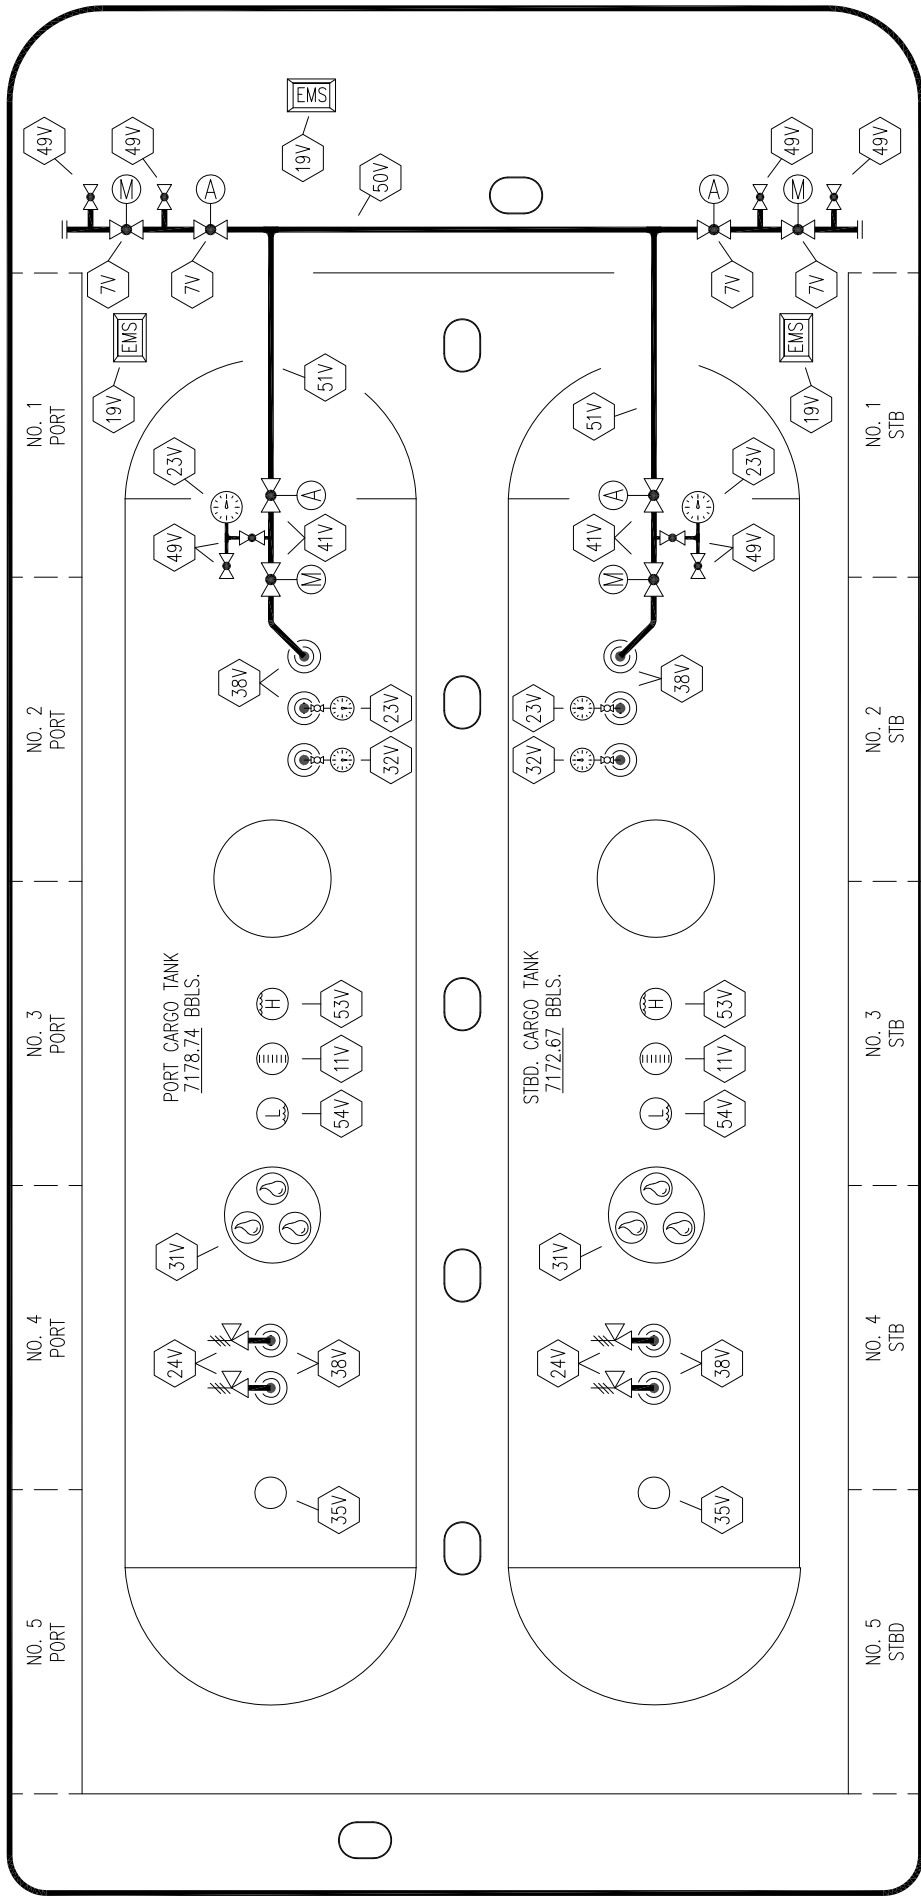 49V
49V
EMS
19V
50V
49V
49V
M
A
A
M
7V
7V
7V
7V
EMS
19V
EMS
19V
NO. 1
PORT
51V
51V
NO. 1
STB
23V
23V
A
A
49V
41V
41V
49V
M
M
38V
38V
NO. 2
PORT
23V
23V
NO. 2
STB
32V
32V
PORT CARGO TANK
7178.74 BBLS.
STBD. CARGO TANK
7172.67 BBLS.
NO. 3
PORT
H
53V
H
53V
NO. 3
STB
11V
11V
L
54V
L
54V
31V
31V
NO. 4
PORT
24V
38V
24V
38V
NO. 4
STB
35V
35V
NO. 5
PORT
NO. 5
STBD